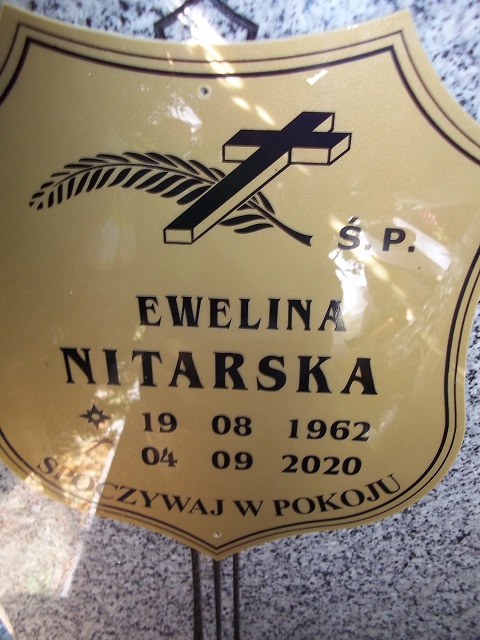 Ś.P.
EWELINA
NITARSKA
19 08 1962
04 09 2020
SPOCZYWAJ W POKOJU